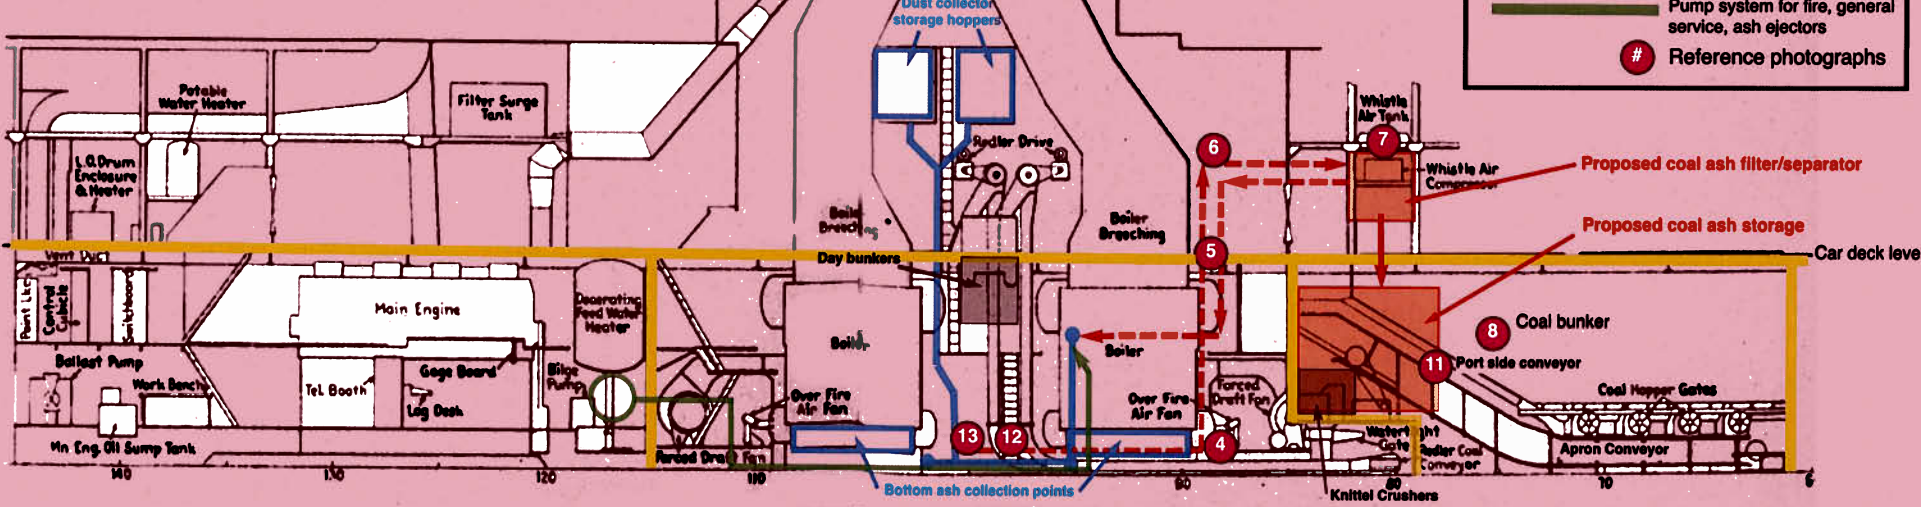 Dust collector
storage hoppers
Pump system for fire, general
service, ash ejectors
# Reference photographs
Potable
Water Heater
Filter Surge
Tank
Whistle
Air Tank
7
6
Redler Drive
L.O. Drum
Enclosure
& Heater
Whistle Air
Compressor
Proposed coal ash filter/separator
Boiler
Breeching
Boiler
Breeching
Proposed coal ash storage
5
Car deck leve
Vent Duct
Day bunkers
Control
Cubicle
Switchboard
Main Engine
Deaerating
Feed Water
Heater
Boiler
Boiler
8
Coal bunker
11
Port side conveyor
Ballast Pump
Work Bench
Tel. Booth
Gage Board
Log Desk
Bilge
Pump
Over Fire
Air Fan
Over Fire
Air Fan
Forced
Draft Fan
Coal Hopper Gates
Mn Eng. Oil Sump Tank
Forced Draft Fan
13
12
4
Watertight
Gate
Redler Coal
Conveyor
Apron Conveyor
140
130
120
110
90
80
70
Bottom ash collection points
Knittel Crushers